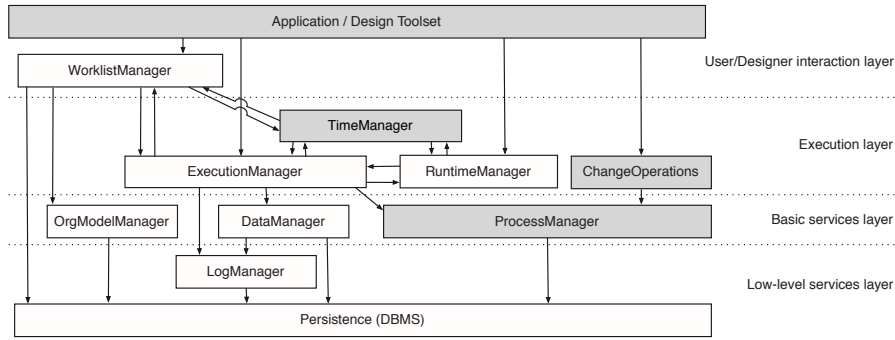 Application / Design Toolset
User/Designer interaction layer
WorklistManager
TimeManager
Execution layer
ExecutionManager
RuntimeManager
ChangeOperations
OrgModelManager
DataManager
ProcessManager
Basic services layer
LogManager
Low-level services layer
Persistence (DBMS)